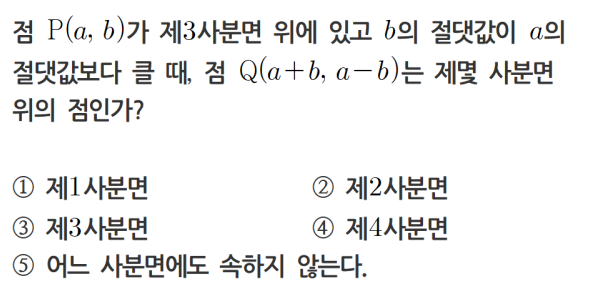 점 P(a, b)가 제3사분면 위에 있고 b의 절댓값이 a의
절댓값보다 클 때, 점 Q(a+b, a−b)는 제몇 사분면
위의 점인가?
① 제1사분면 ② 제2사분면
③ 제3사분면 ④ 제4사분면
⑤ 어느 사분면에도 속하지 않는다.